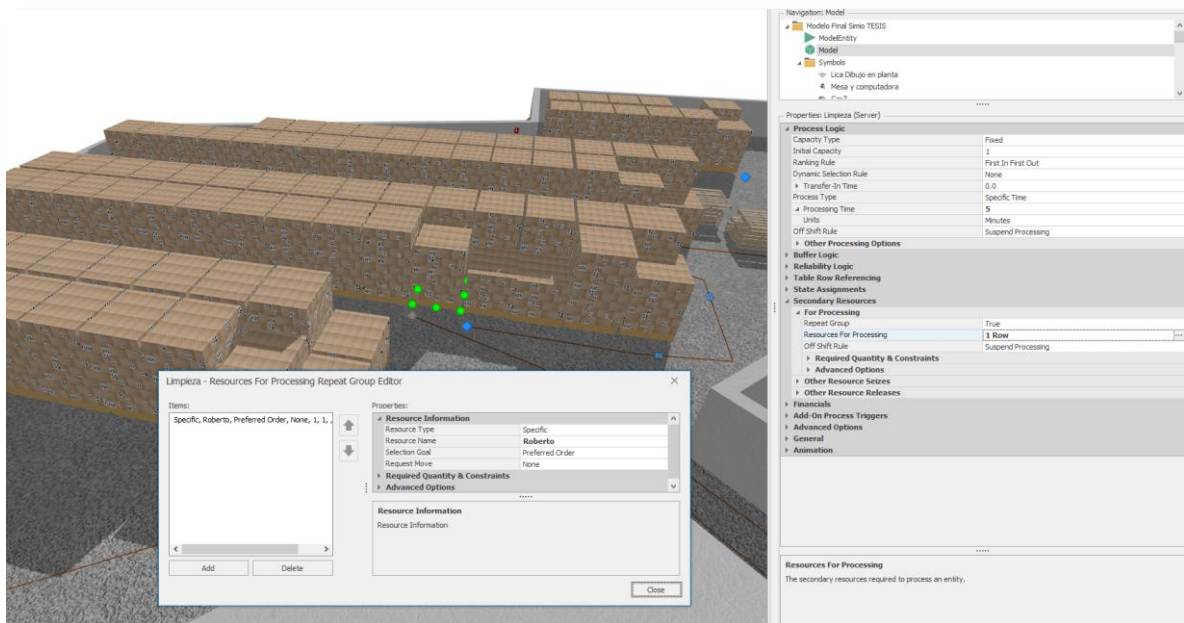 Navigation: Model
Modelo Final Simio TESIS
ModelEntity
Model
Symbols
Lica Dibujo en planta
Mesa y computadora
Properties: Limpieza (Server)
Process Logic
Capacity Type Fixed
Initial Capacity 1
Ranking Rule First In First Out
Dynamic Selection Rule None
Transfer-In Time 0.0
Process Type Specific Time
Processing Time 5
Units Minutes
Off Shift Rule Suspend Processing
Other Processing Options
Buffer Logic
Reliability Logic
Table Row Referencing
State Assignments
Secondary Resources
For Processing
Repeat Group True
Resources For Processing 1 Row ...
Off Shift Rule Suspend Processing
Required Quantity & Constraints
Advanced Options
Other Resource Seizes
Other Resource Releases
Financials
Add-On Process Triggers
Advanced Options
General
Animation
Resources For Processing
The secondary resources required to process an entity.
Limpieza - Resources For Processing Repeat Group Editor
Items:
Specific, Roberto, Preferred Order, None, 1, 1, ,
Add Delete
Properties:
Resource Information
Resource Type Specific
Resource Name Roberto
Selection Goal Preferred Order
Request Move None
Required Quantity & Constraints
Advanced Options
Resource Information
Resource Information
Close